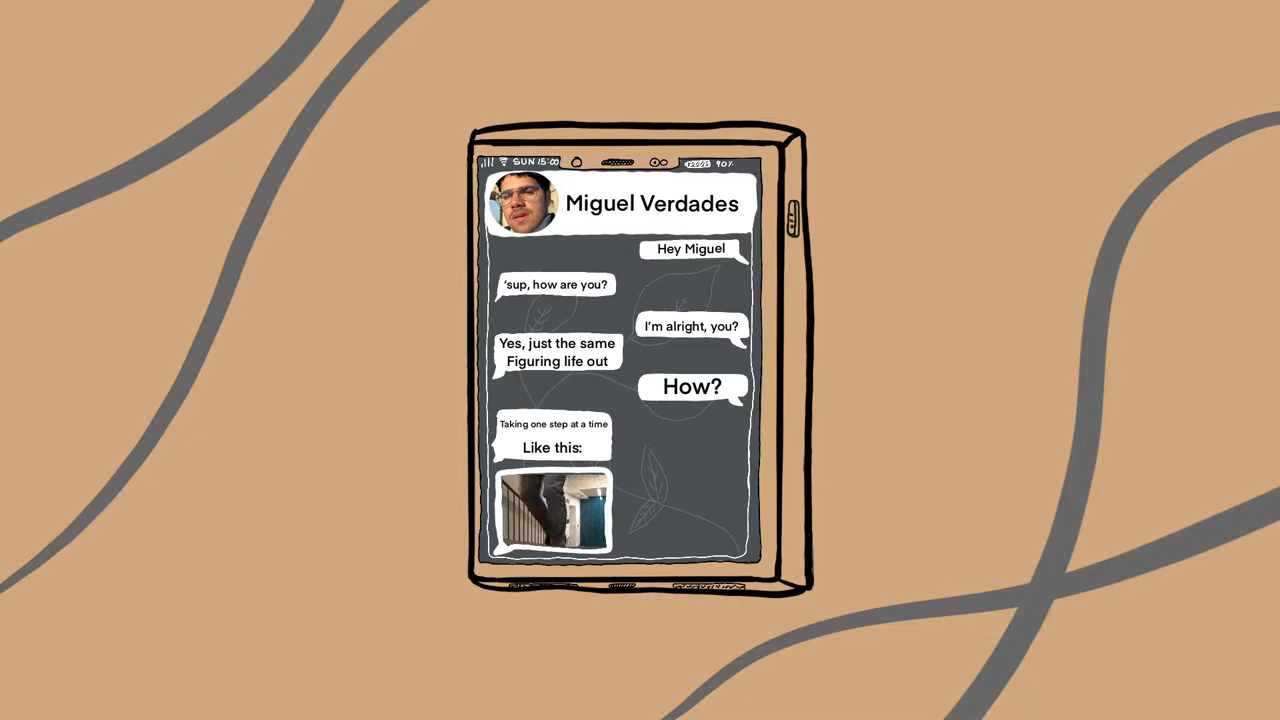 SUN 15:00 90%
Miguel Verdades
Hey Miguel
‘sup, how are you?
I’m alright, you?
Yes, just the same
Figuring life out
How?
Taking one step at a time
Like this: